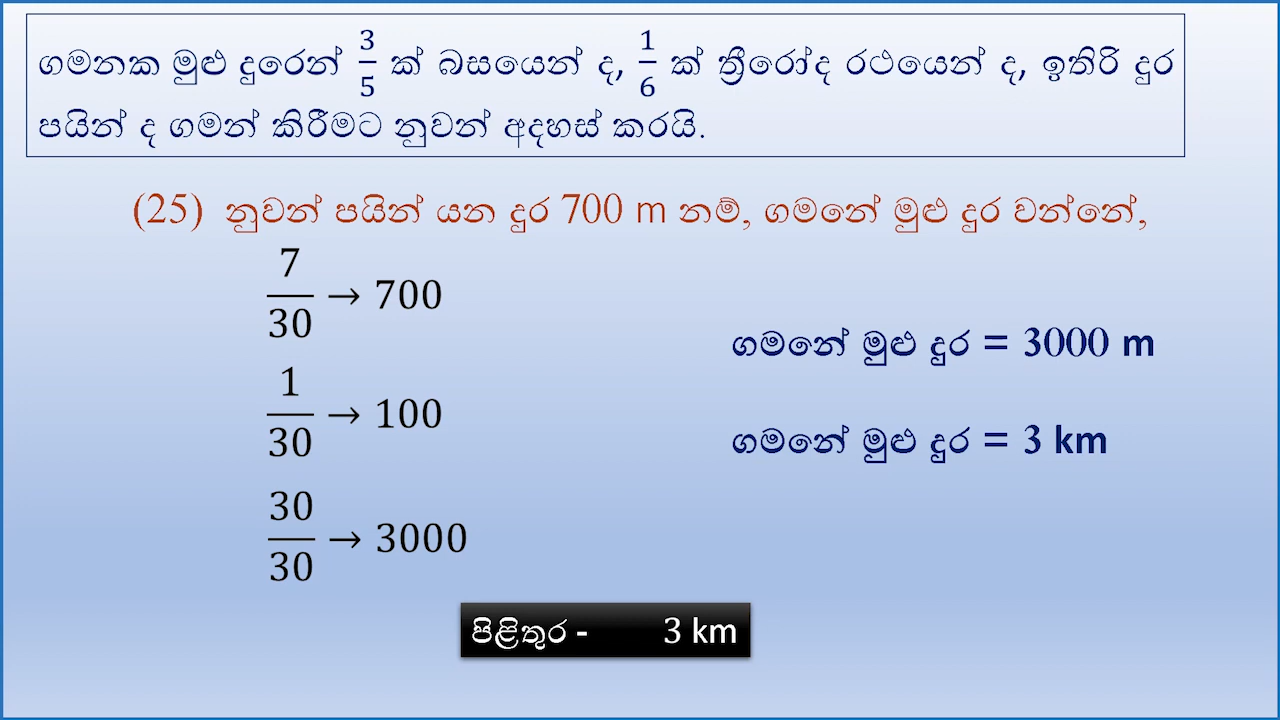 ගමනක මුළු දුරෙන් 3/5 ක් බසයෙන් ද, 1/6 ක් ත්‍රීරෝද රථයෙන් ද, ඉතිරි දුර
පයින් ද ගමන් කිරීමට නුවන් අදහස් කරයි.
(25) නුවන් පයින් යන දුර 700 m නම්, ගමනේ මුළු දුර වන්නේ,
7/30 → 700
ගමනේ මුළු දුර = 3000 m
1/30 → 100
ගමනේ මුළු දුර = 3 km
30/30 → 3000
පිළිතුර - 3 km